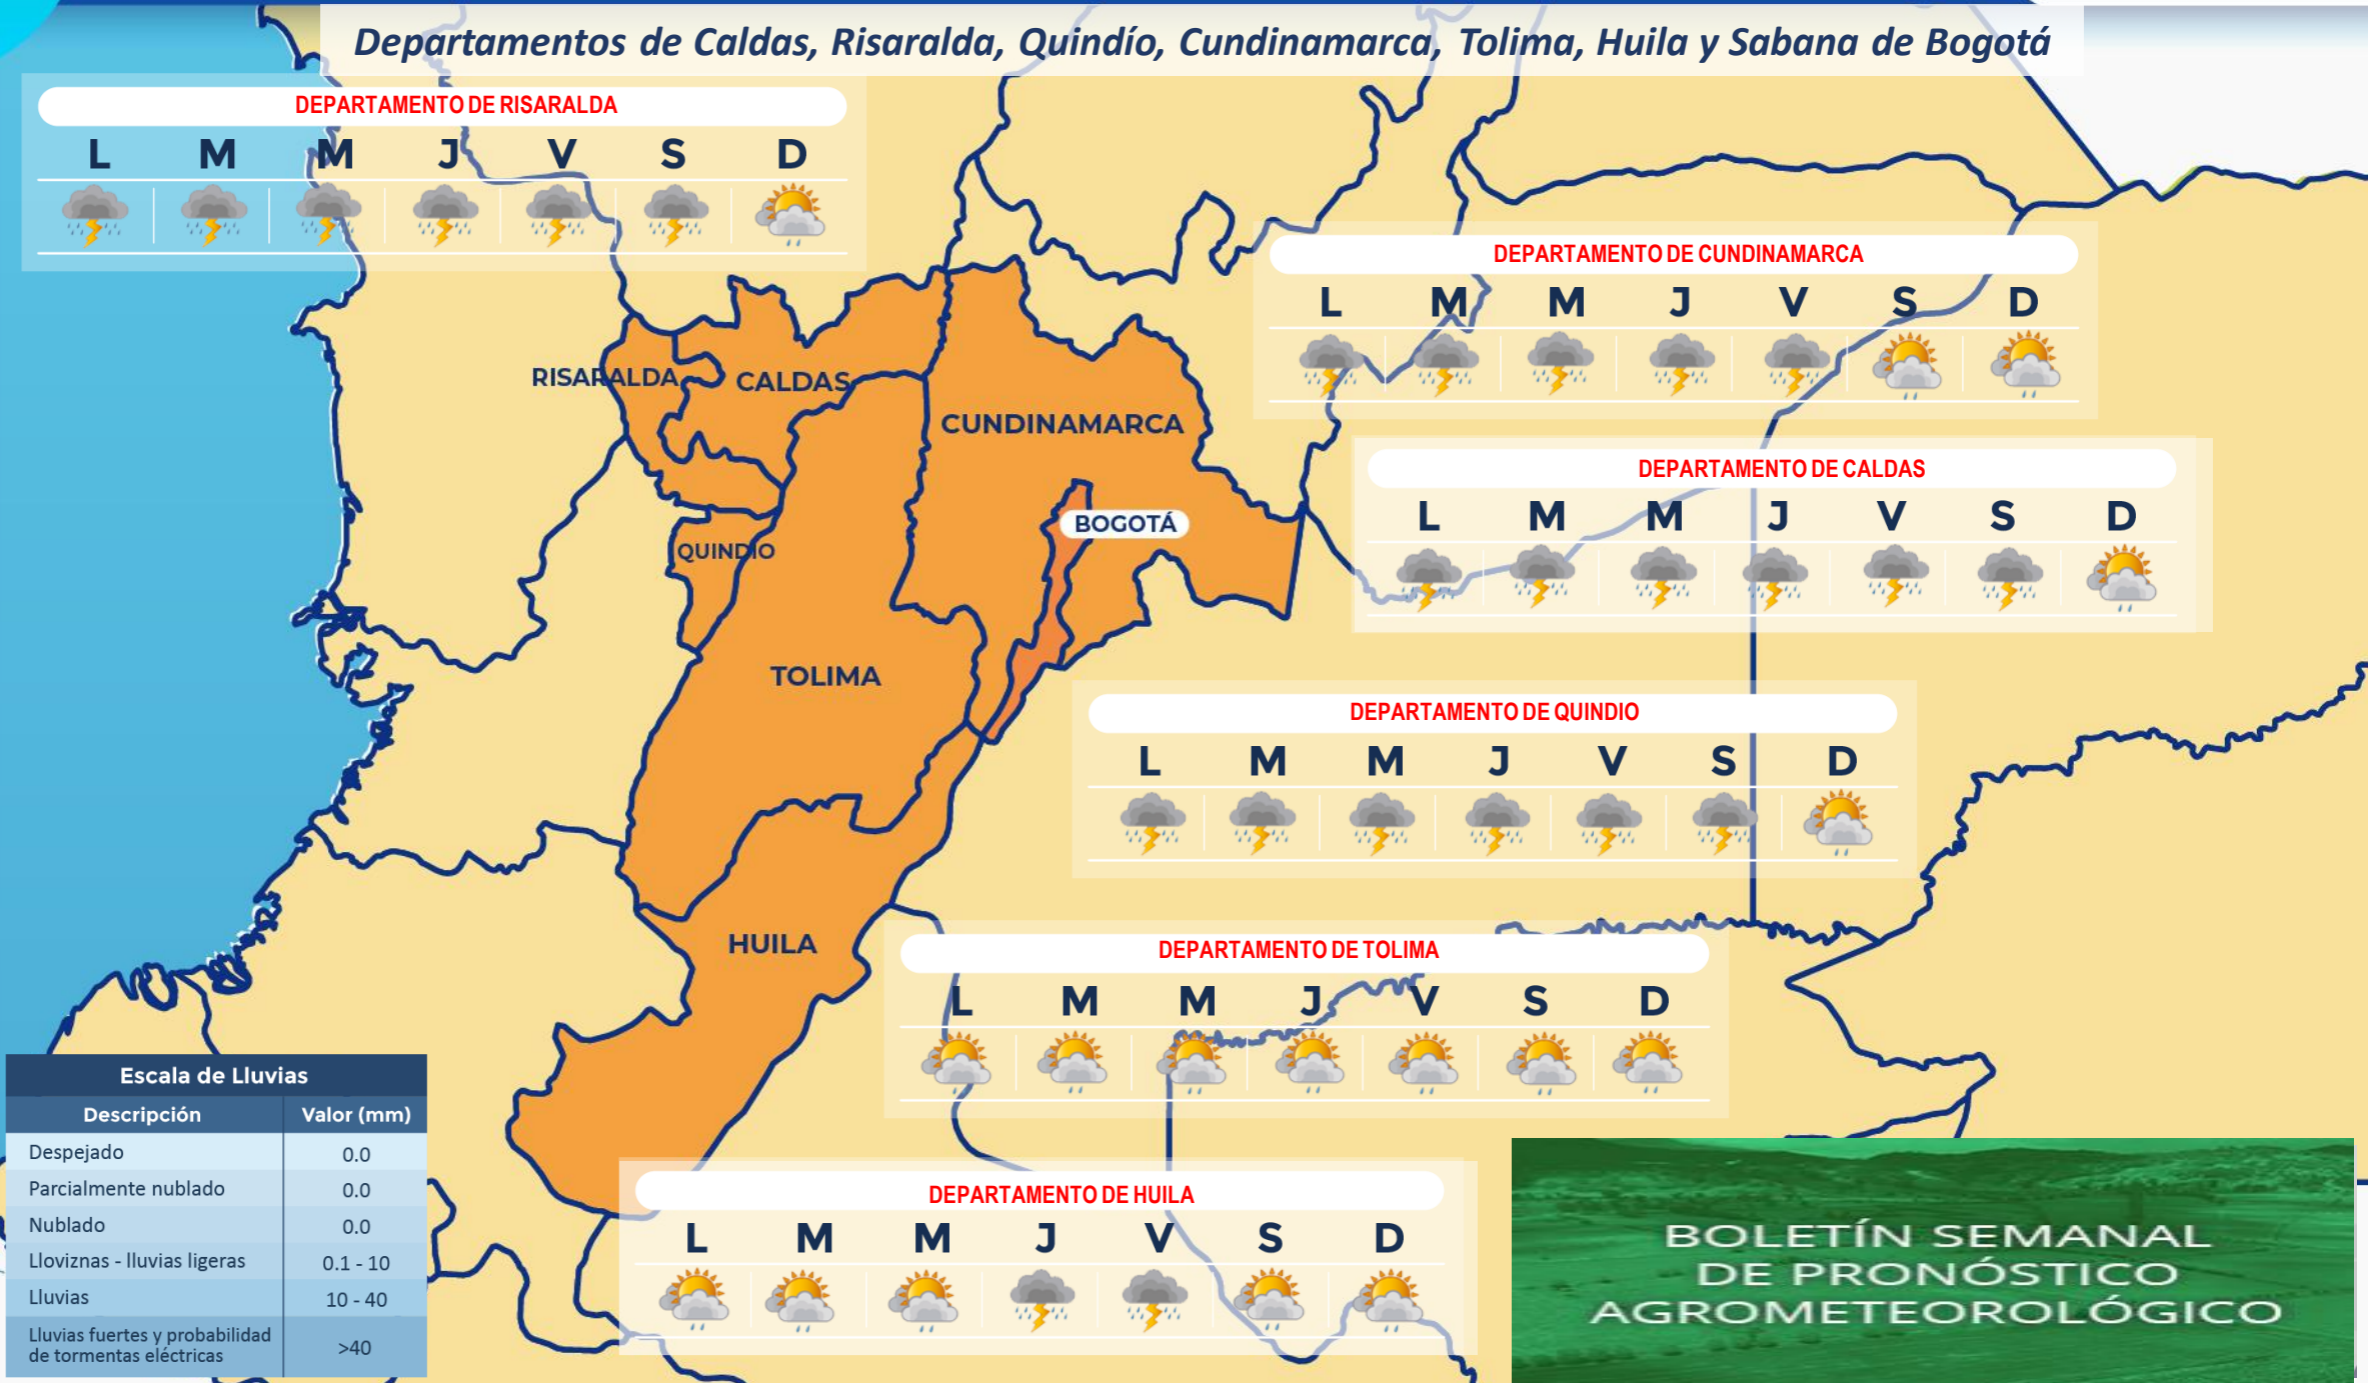 Departamentos de Caldas, Risaralda, Quindío, Cundinamarca, Tolima, Huila y Sabana de Bogotá
DEPARTAMENTO DE RISARALDA
L M M J V S D
DEPARTAMENTO DE CUNDINAMARCA
L M M J V S D
RISARALDA
CALDAS
CUNDINAMARCA
BOGOTÁ
QUINDIO
TOLIMA
HUILA
DEPARTAMENTO DE CALDAS
L M M J V S D
DEPARTAMENTO DE QUINDIO
L M M J V S D
DEPARTAMENTO DE TOLIMA
L M M J V S D
DEPARTAMENTO DE HUILA
L M M J V S D
Escala de Lluvias
Descripción Valor (mm)
Despejado 0.0
Parcialmente nublado 0.0
Nublado 0.0
Lloviznas - lluvias ligeras 0.1 - 10
Lluvias 10 - 40
Lluvias fuertes y probabilidad
de tormentas eléctricas >40
BOLETÍN SEMANAL
DE PRONÓSTICO
AGROMETEOROLÓGICO